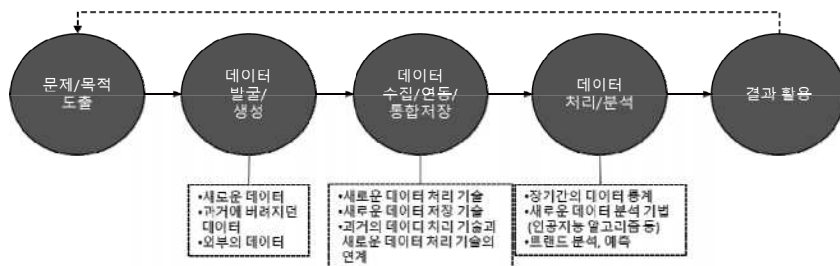 문제/목적
도출
데이터
발굴/
생성
데이터
수집/연동/
통합저장
데이터
처리/분석
결과 활용
•새로운 데이터
•과거에 버려지던
데이터
•외부의 데이터
•새로운 데이터 처리 기술
•새로운 데이터 저장 기술
•과거의 데이터 처리 기술과
새로운 데이터 처리 기술의
연계
•장기간의 데이터 통계
•새로운 데이터 분석 기법
(인공지능 알고리즘 등)
•트랜드 분석, 예측